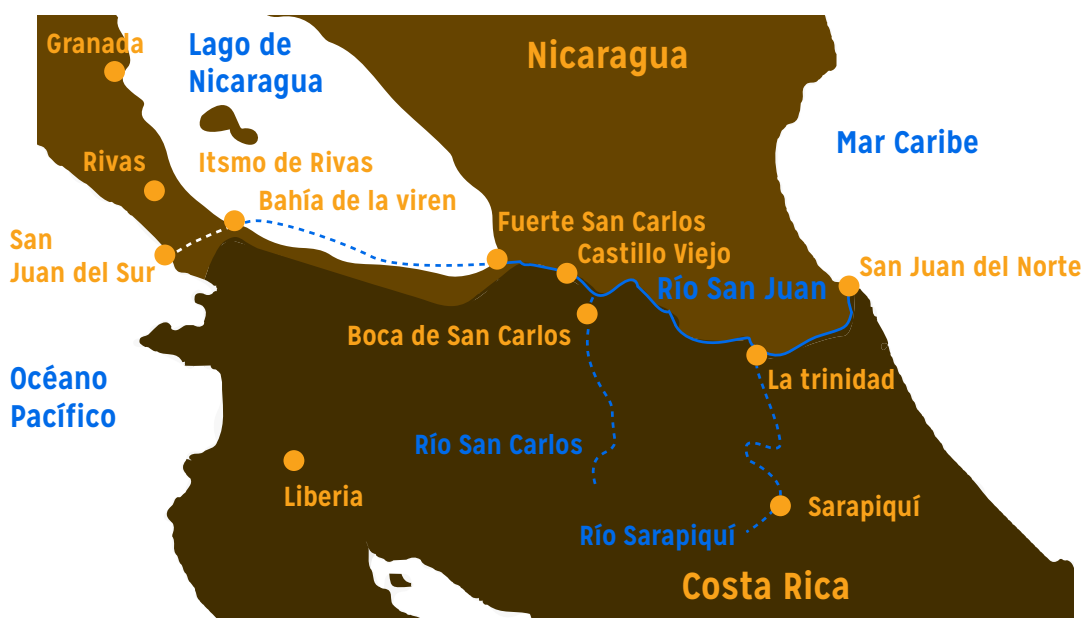 Granada
Lago de
Nicaragua
Nicaragua
Mar Caribe
Rivas
Itsmo de Rivas
Bahía de la viren
Fuerte San Carlos
San
Juan del Sur
Castillo Viejo
San Juan del Norte
Río San Juan
Boca de San Carlos
Océano
Pacífico
La trinidad
Río San Carlos
Liberia
Sarapiquí
Río Sarapiquí
Costa Rica